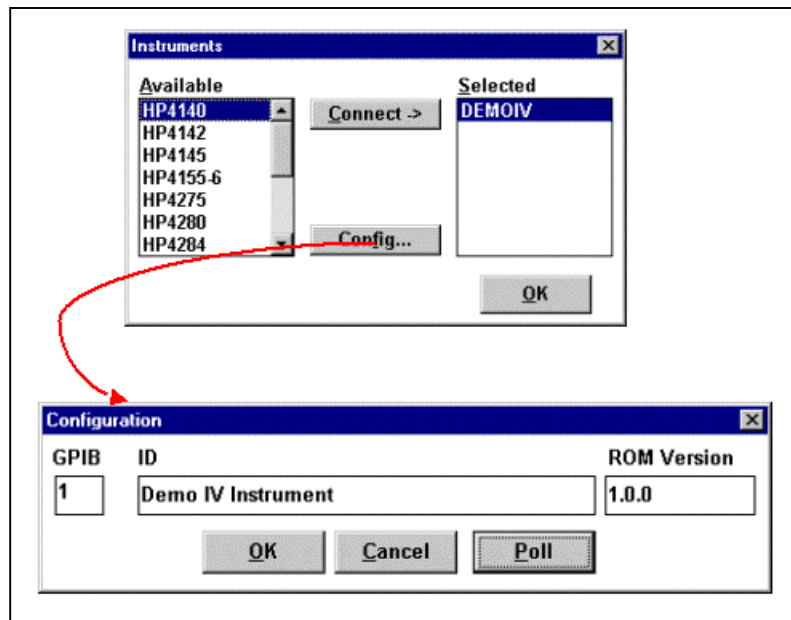 Instruments
Available
HP4140
HP4142
HP4145
HP4155-6
HP4275
HP4280
HP4284
Connect ->
Config...
Selected
DEMOIV
OK
Configuration
GPIB ID ROM Version
1 Demo IV Instrument 1.0.0
OK Cancel Poll